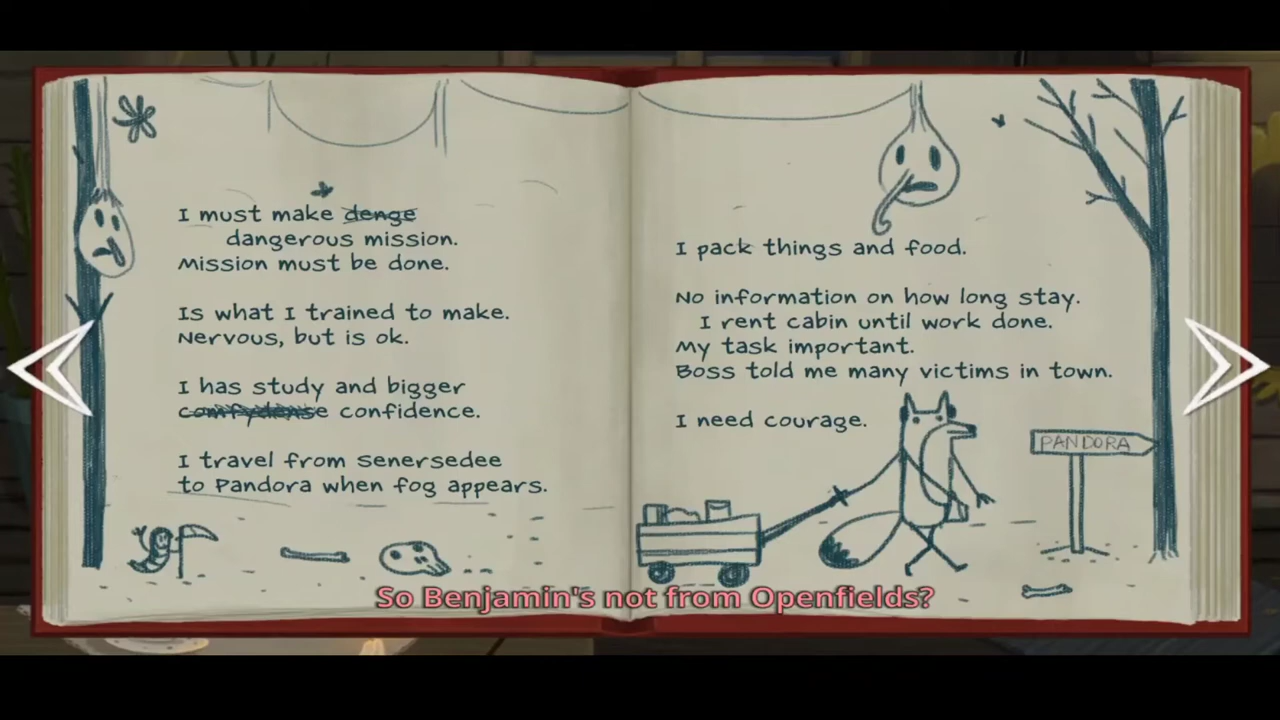 I must make denge
dangerous mission.
Mission must be done.
Is what I trained to make.
Nervous, but is ok.
I has study and bigger
comfydense confidence.
I travel from Senersedee
to Pandora when fog appears.
I pack things and food.
No information on how long stay.
I rent cabin until work done.
My task important.
Boss told me many victims in town.
I need courage.
PANDORA
So Benjamin's not from Openfields?